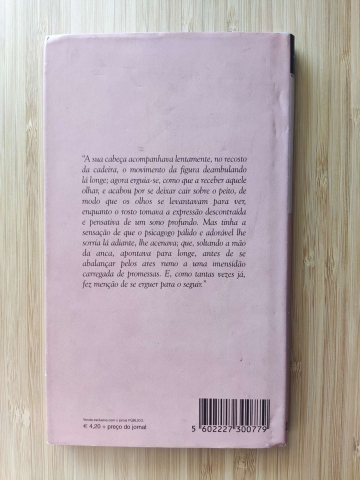 "A sua cabeça acompanhava lentamente, no recosto
da cadeira, o movimento da figura deambulando
lá longe; agora erguia-se, como que a receber aquele
olhar, e acabou por se deixar cair sobre o peito, de
modo que os olhos se levantavam para ver,
enquanto o rosto tomava a expressão descontraída
e pensativa de um sono profundo. Mas tinha a
sensação de que o psicagogo pálido e adorável lhe
sorria lá adiante, lhe acenava; que, soltando a mão
da anca, apontava para longe, antes de se
abalançar pelos ares rumo a uma imensidão
carregada de promessas. E, como tantas vezes já,
fez menção de se erguer para o seguir."
Venda exclusiva com o jornal PÚBLICO.
€ 4,20 + preço do jornal
5 602227 300779